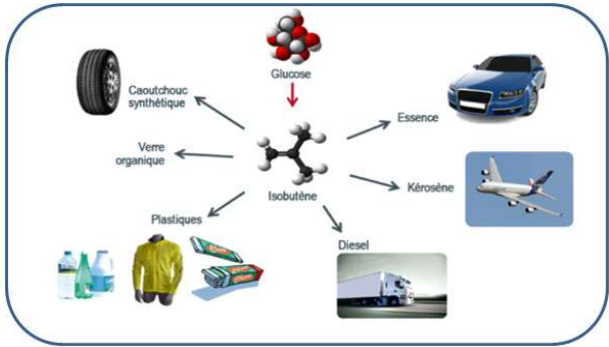 Glucose
Caoutchouc
synthétique
Essence
Verre
organique
Isobutène
Kérosène
Plastiques
Diesel